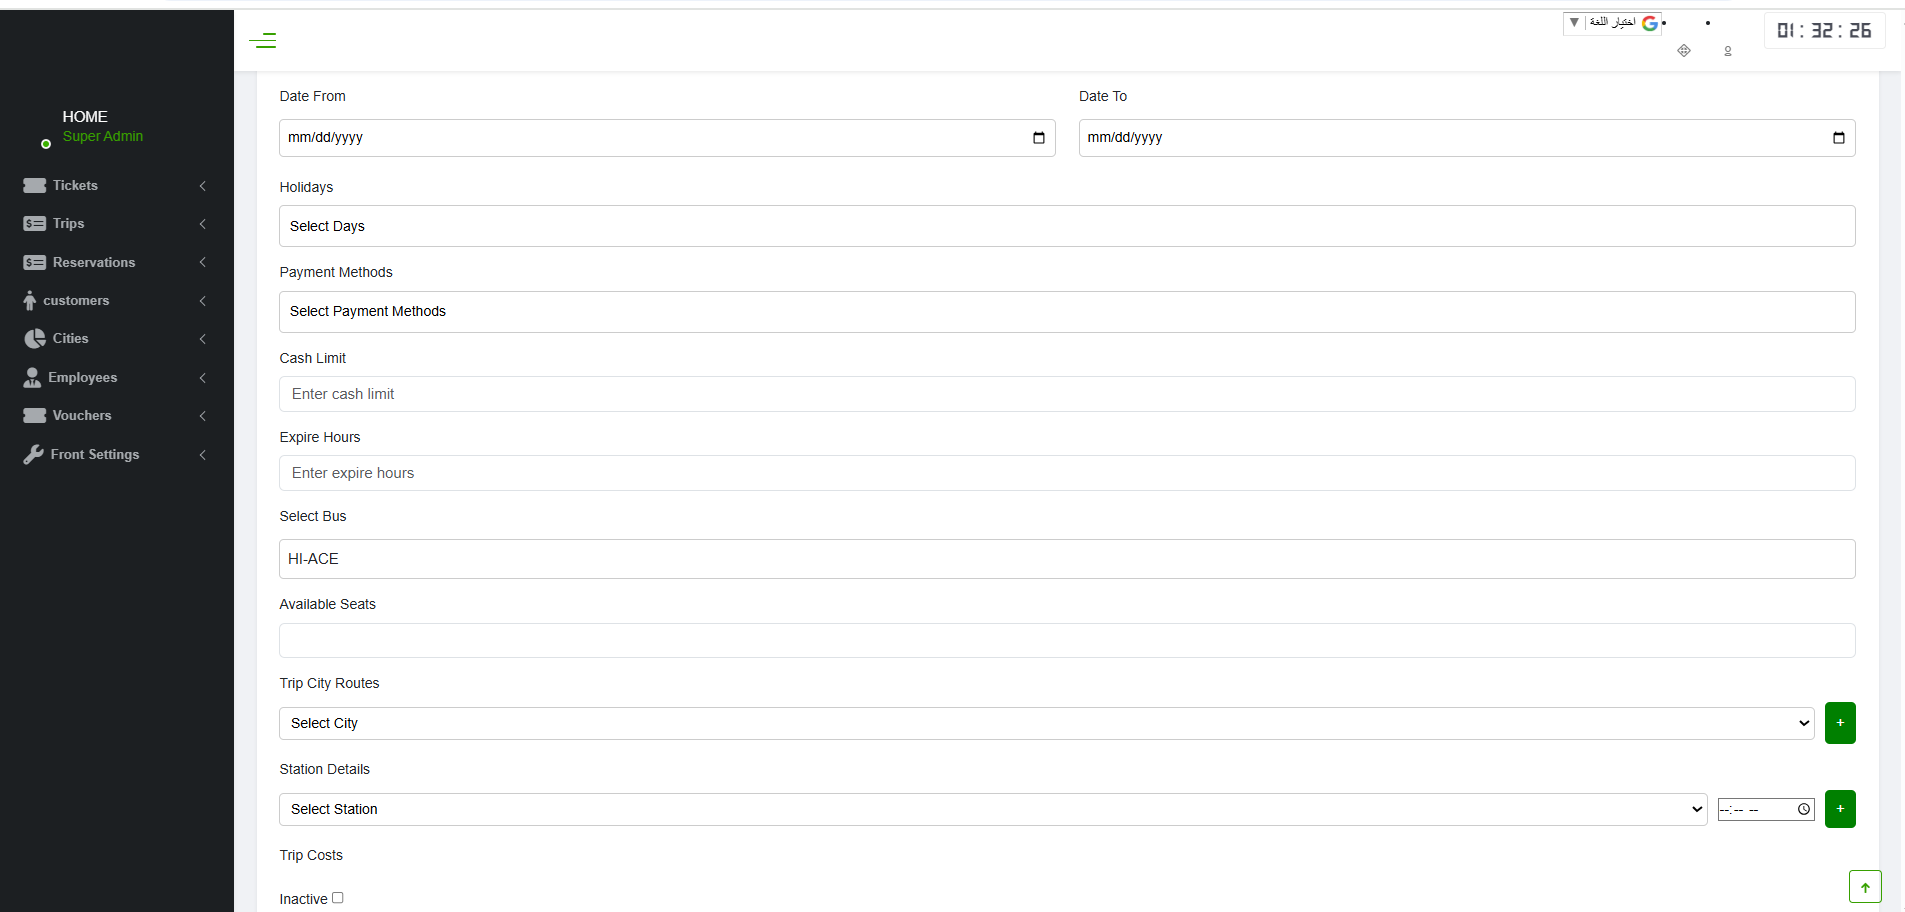 اختيار اللغة
▼
01 : 32 : 26
HOME
Super Admin
Tickets
Trips
Reservations
customers
Cities
Employees
Vouchers
Front Settings
Date From
Date To
mm/dd/yyyy
mm/dd/yyyy
Holidays
Select Days
Payment Methods
Select Payment Methods
Cash Limit
Enter cash limit
Expire Hours
Enter expire hours
Select Bus
HI-ACE
Available Seats
Trip City Routes
Select City
+
Station Details
Select Station
--:-- --
+
Trip Costs
Inactive